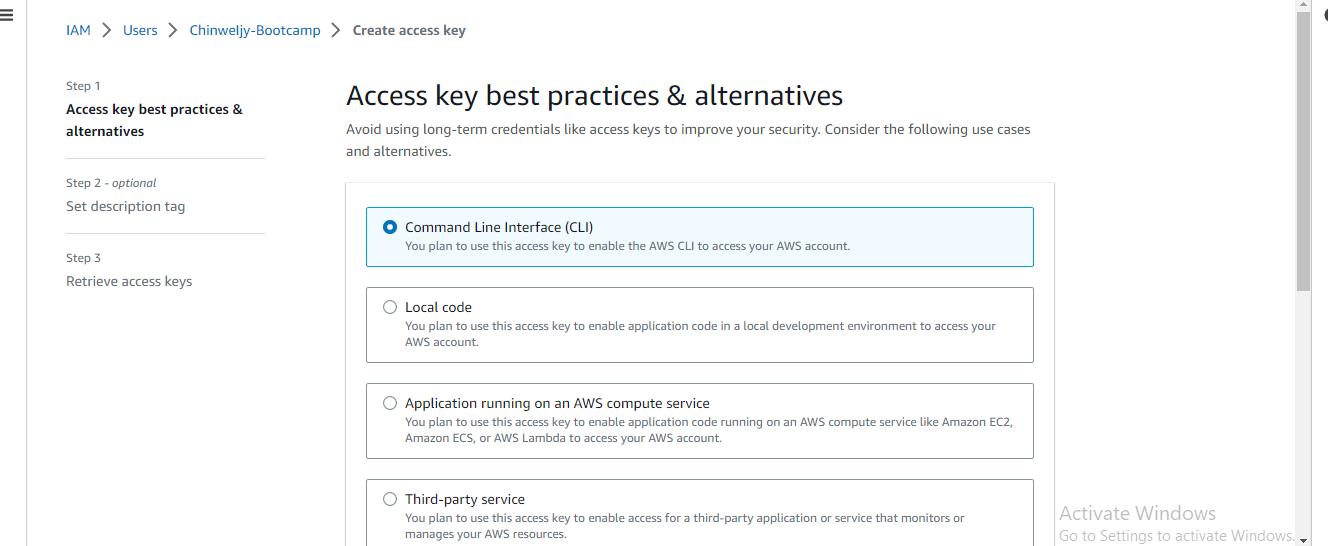 IAM > Users > Chinweljy-Bootcamp > Create access key
Step 1
Access key best practices &
alternatives
Step 2 - optional
Set description tag
Step 3
Retrieve access keys
Access key best practices & alternatives
Avoid using long-term credentials like access keys to improve your security. Consider the following use cases
and alternatives.
Command Line Interface (CLI)
You plan to use this access key to enable the AWS CLI to access your AWS account.
Local code
You plan to use this access key to enable application code in a local development environment to access your
AWS account.
Application running on an AWS compute service
You plan to use this access key to enable application code running on an AWS compute service like Amazon EC2,
Amazon ECS, or AWS Lambda to access your AWS account.
Third-party service
You plan to use this access key to enable access for a third-party application or service that monitors or
manages your AWS resources.
Activate Windows
Go to Settings to activate Windows.